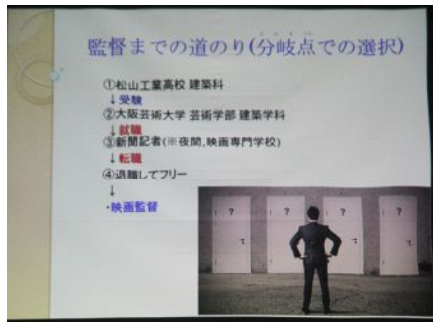 監督までの道のり(分岐点での選択)
①松山工業高校 建築科
↓受験
②大阪芸術大学 芸術学部 建築学科
↓就職
③新聞記者(※夜間,映画専門学校)
↓転職
④退職してフリー
↓
・映画監督
? ? ? ?